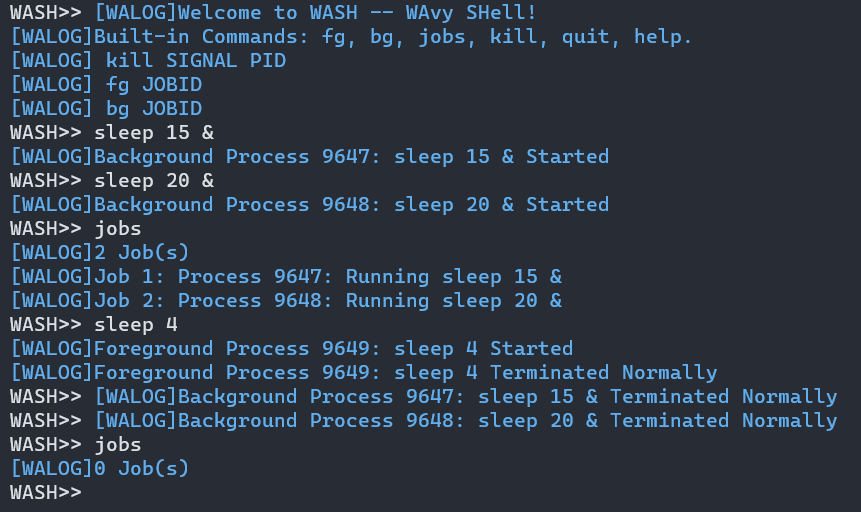 WASH>> [WALOG]Welcome to WASH -- WAvy SHell!
[WALOG]Built-in Commands: fg, bg, jobs, kill, quit, help.
[WALOG] kill SIGNAL PID
[WALOG] fg JOBID
[WALOG] bg JOBID
WASH>> sleep 15 &
[WALOG]Background Process 9647: sleep 15 & Started
WASH>> sleep 20 &
[WALOG]Background Process 9648: sleep 20 & Started
WASH>> jobs
[WALOG]2 Job(s)
[WALOG]Job 1: Process 9647: Running sleep 15 &
[WALOG]Job 2: Process 9648: Running sleep 20 &
WASH>> sleep 4
[WALOG]Foreground Process 9649: sleep 4 Started
[WALOG]Foreground Process 9649: sleep 4 Terminated Normally
WASH>> [WALOG]Background Process 9647: sleep 15 & Terminated Normally
WASH>> [WALOG]Background Process 9648: sleep 20 & Terminated Normally
WASH>> jobs
[WALOG]0 Job(s)
WASH>>